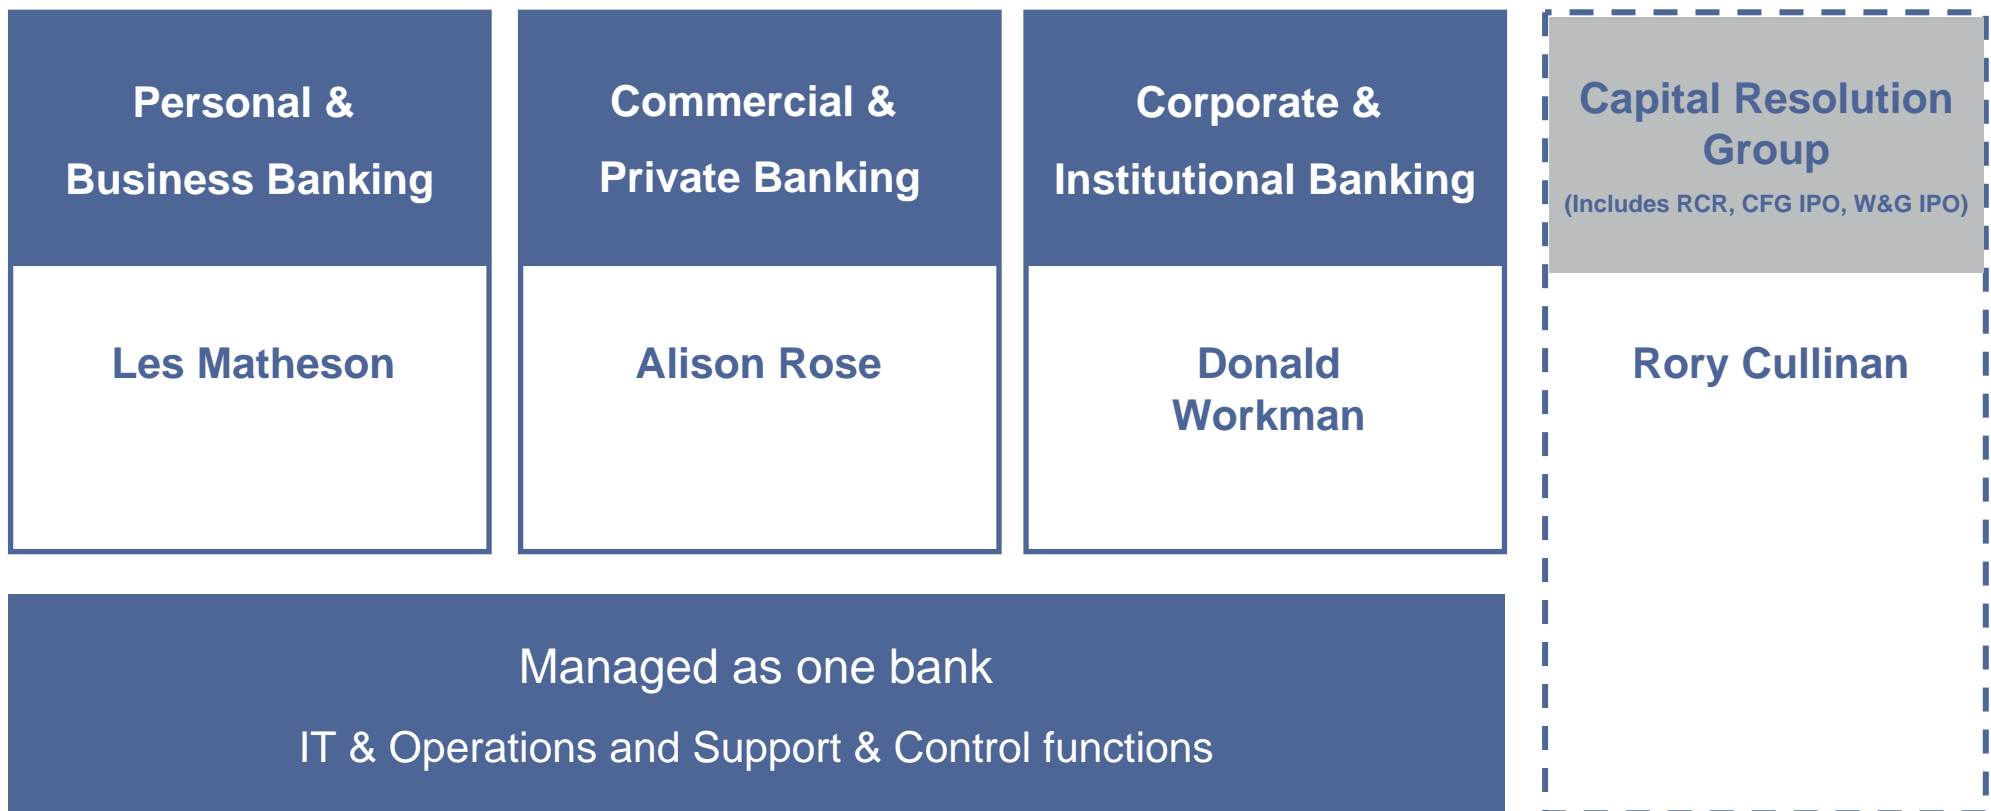 Personal &
Business Banking
Les Matheson
Commercial &
Private Banking
Alison Rose
Corporate &
Institutional Banking
Donald
Workman
Capital Resolution
Group
(Includes RCR, CFG IPO, W&G IPO)
Rory Cullinan
Managed as one bank
IT & Operations and Support & Control functions